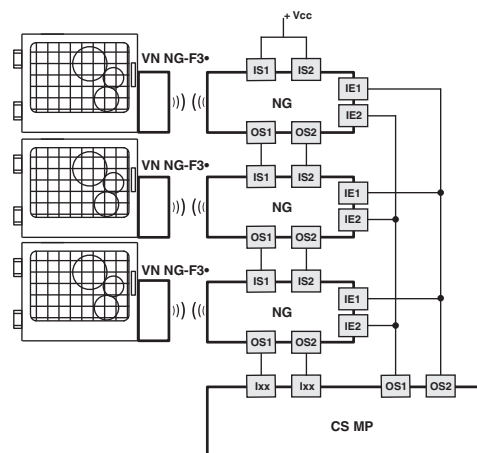 + Vcc
VN NG-F3•
IS1 IS2
IE1
NG
IE2
OS1 OS2
VN NG-F3•
IS1 IS2
IE1
NG
IE2
OS1 OS2
VN NG-F3•
IS1 IS2
IE1
NG
IE2
OS1 OS2
Ixx Ixx OS1 OS2
CS MP